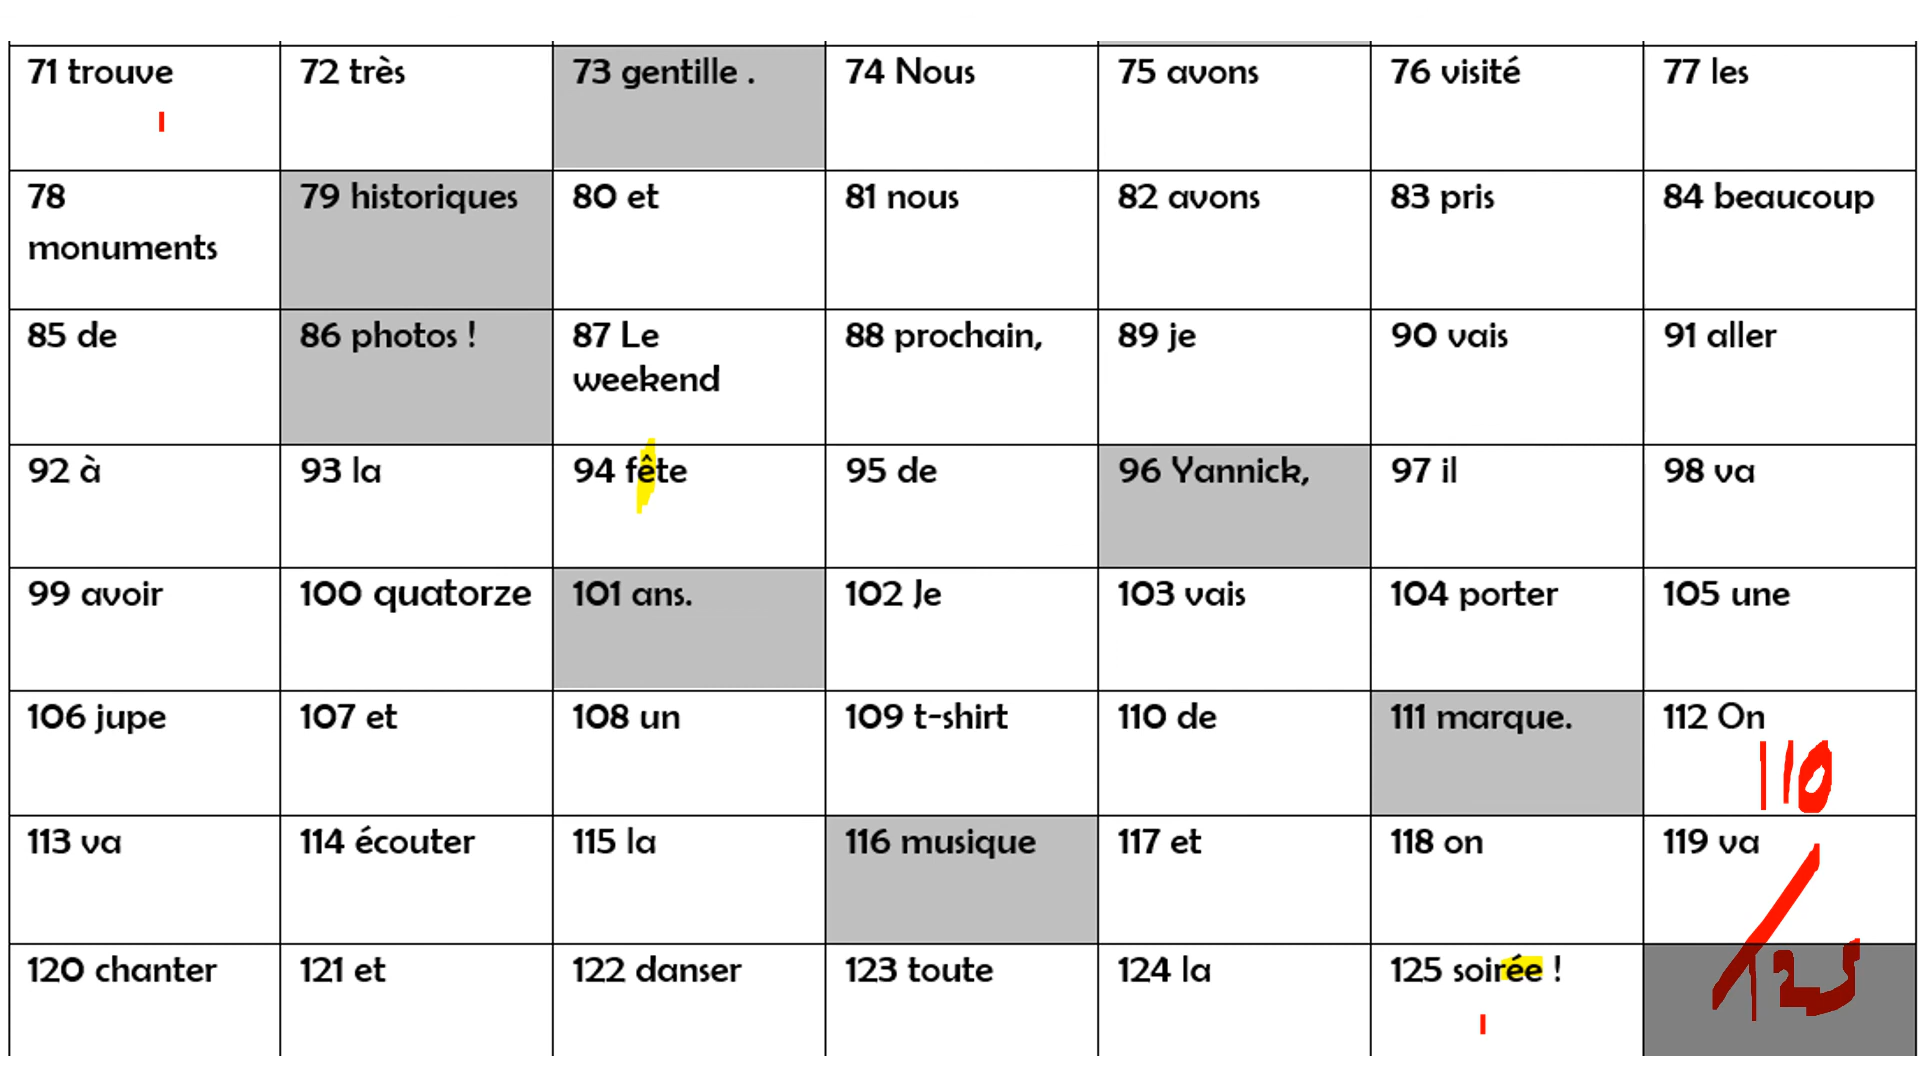 71 trouve
72 très
73 gentille .
74 Nous
75 avons
76 visité
77 les
78
monuments
79 historiques
80 et
81 nous
82 avons
83 pris
84 beaucoup
85 de
86 photos !
87 Le
weekend
88 prochain,
89 je
90 vais
91 aller
92 à
93 la
94 fête
95 de
96 Yannick,
97 il
98 va
99 avoir
100 quatorze
101 ans.
102 Je
103 vais
104 porter
105 une
106 jupe
107 et
108 un
109 t-shirt
110 de
111 marque.
112 On
110
113 va
114 écouter
115 la
116 musique
117 et
118 on
119 va
120 chanter
121 et
122 danser
123 toute
124 la
125 soirée !
125